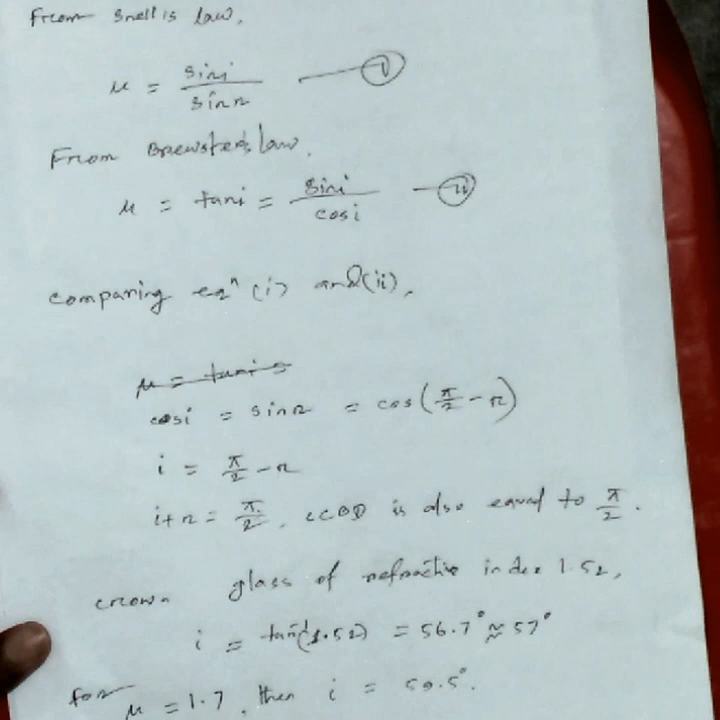 From Snell is law,
μ = sin i / sin r — (i)
From Brewster's law,
μ = tan i = sin i / cos i — (ii)
comparing eqⁿ (i) and (ii),
μ = tan i =
cos i = sin r = cos(π/2 - r)
i = π/2 - r
i + r = π/2, ∠COD is also equal to π/2.
crown glass of refractive index 1.52,
i = tan⁻¹(1.52) = 56.7° ≈ 57°
for μ = 1.7, then i = 59.5°.